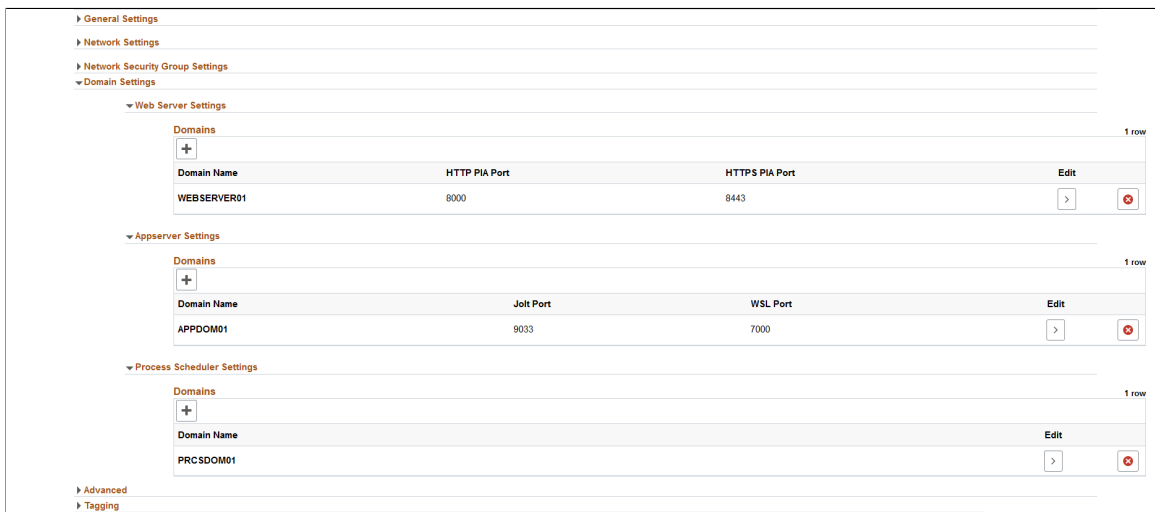 General Settings
Network Settings
Network Security Group Settings
Domain Settings
Web Server Settings
Domains 1 row
Domain Name HTTP PIA Port HTTPS PIA Port Edit
WEBSERVER01 8000 8443
Appserver Settings
Domains 1 row
Domain Name Jolt Port WSL Port Edit
APPDOM01 9033 7000
Process Scheduler Settings
Domains 1 row
Domain Name Edit
PRCSDOM01
Advanced
Tagging